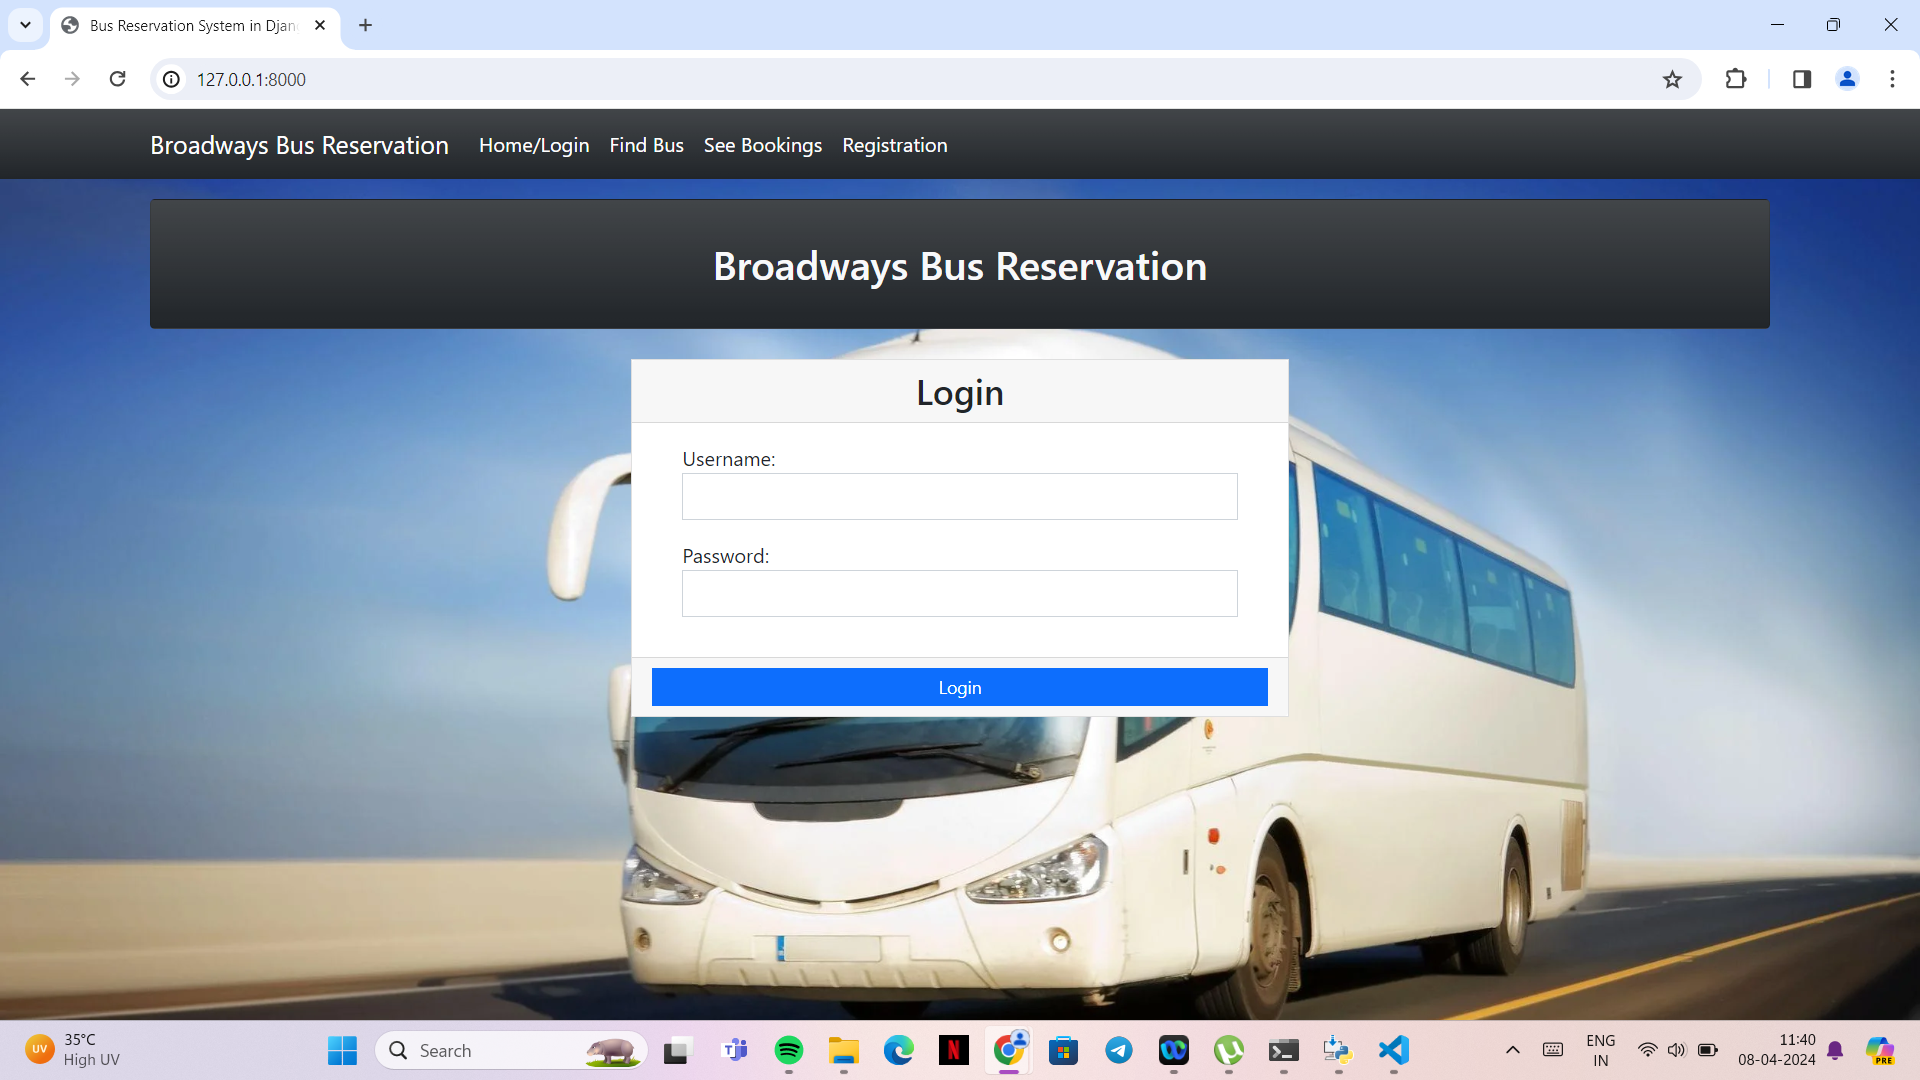 Bus Reservation System in Djan
127.0.0.1:8000
Broadways Bus Reservation Home/Login Find Bus See Bookings Registration
Broadways Bus Reservation
Login
Username:
Password:
Login
UV
35°C
High UV
Search
N
PRE
ENG
IN
11:40
08-04-2024